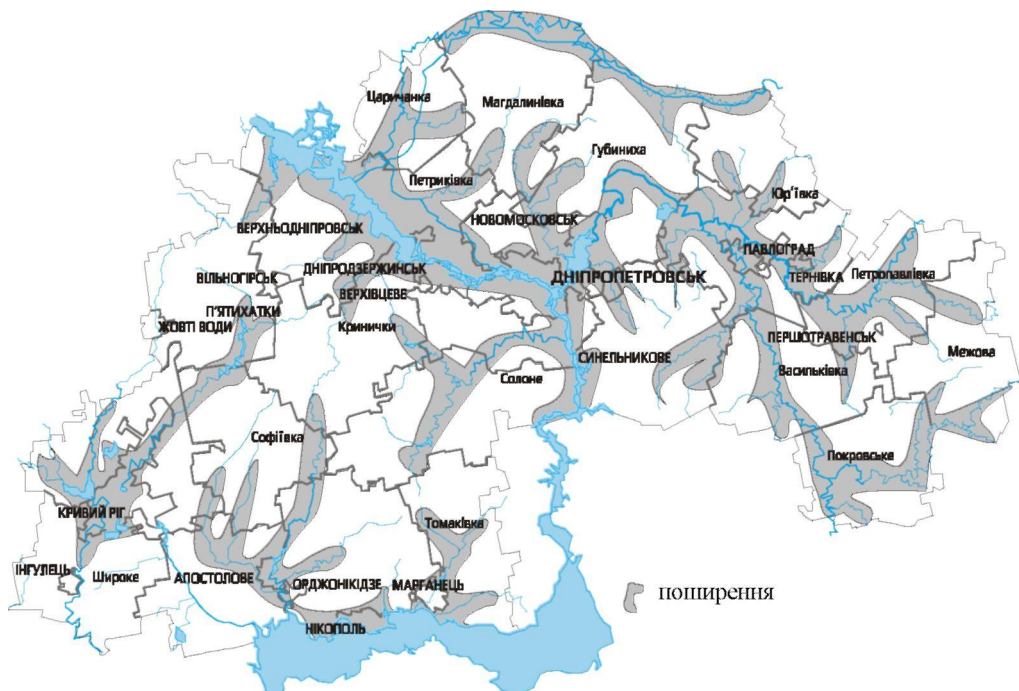 Царичанка
Магдалинівка
Губиниха
Петриківка
Юр'ївка
НОВОМОСКОВСЬК
ВЕРХНЬОДНІПРОВСЬК
ПАВЛОГРАД
ДНІПРОДЗЕРЖИНСЬК
ДНІПРОПЕТРОВСЬК
ТЕРНІВКА
Петропавлівка
ВІЛЬНОГІРСЬК
ВЕРХІВЦЕВЕ
П'ЯТИХАТКИ
ЖОВТІ ВОДИ
Кринички
ПЕРШОТРАВЕНСЬК
Межова
СИНЕЛЬНИКОВЕ
Солоне
Васильківка
Софіївка
Покровське
КРИВИЙ РІГ
Томаківка
ІНГУЛЕЦЬ
Широке
АПОСТОЛОВЕ
ОРДЖОНІКІДЗЕ
МАРГАНЕЦЬ
поширення
НІКОПОЛЬ